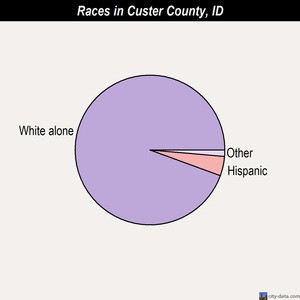 Races in Custer County, ID
White alone
Other
Hispanic
city-data.com